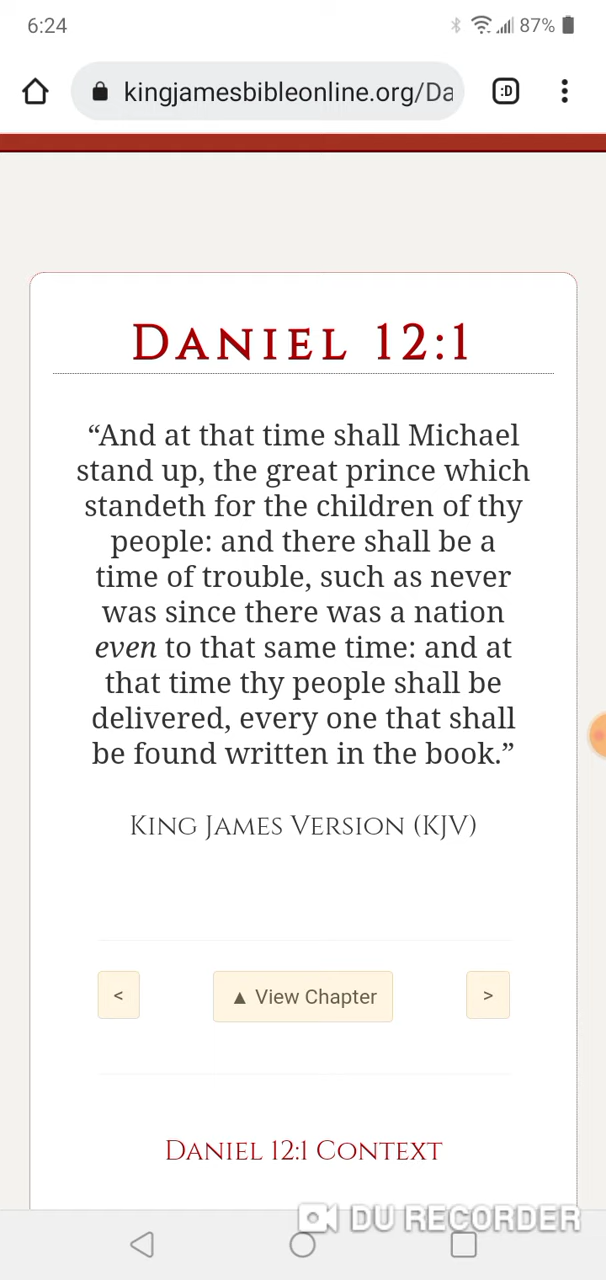 6:24 87%
kingjamesbibleonline.org/Da :D
Daniel 12:1
“And at that time shall Michael
stand up, the great prince which
standeth for the children of thy
people: and there shall be a
time of trouble, such as never
was since there was a nation
even to that same time: and at
that time thy people shall be
delivered, every one that shall
be found written in the book.”
King James Version (KJV)
< ▲ View Chapter >
Daniel 12:1 Context
DU RECORDER